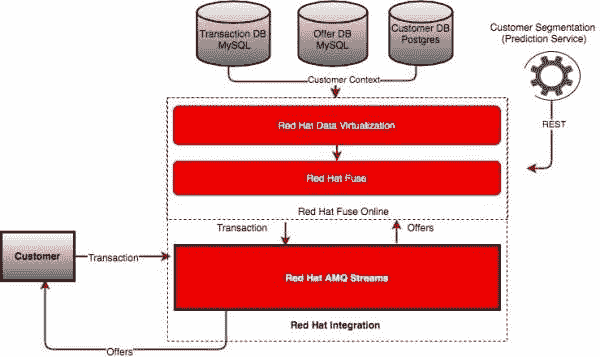 Transaction DB
MySQL
Offer DB
MySQL
Customer DB
Postgres
Customer Segmentation
(Prediction Service)
Customer Context
Red Hat Data Virtualization
REST
Red Hat Fuse
Red Hat Fuse Online
Transaction
Offers
Customer
Transaction
Red Hat AMQ Streams
Red Hat Integration
Offers